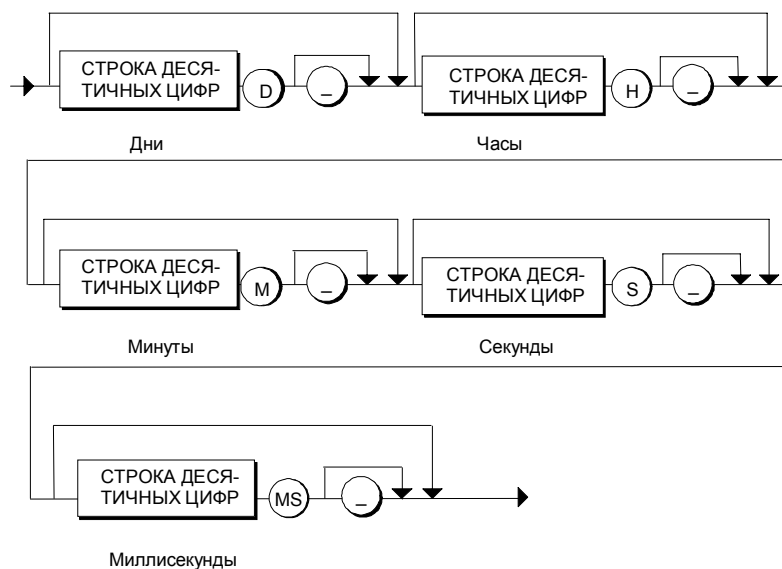 СТРОКА ДЕСЯ-
ТИЧНЫХ ЦИФР
D
_
СТРОКА ДЕСЯ-
ТИЧНЫХ ЦИФР
H
_
Дни
Часы
СТРОКА ДЕСЯ-
ТИЧНЫХ ЦИФР
M
_
СТРОКА ДЕСЯ-
ТИЧНЫХ ЦИФР
S
_
Минуты
Секунды
СТРОКА ДЕСЯ-
ТИЧНЫХ ЦИФР
MS
_
Миллисекунды